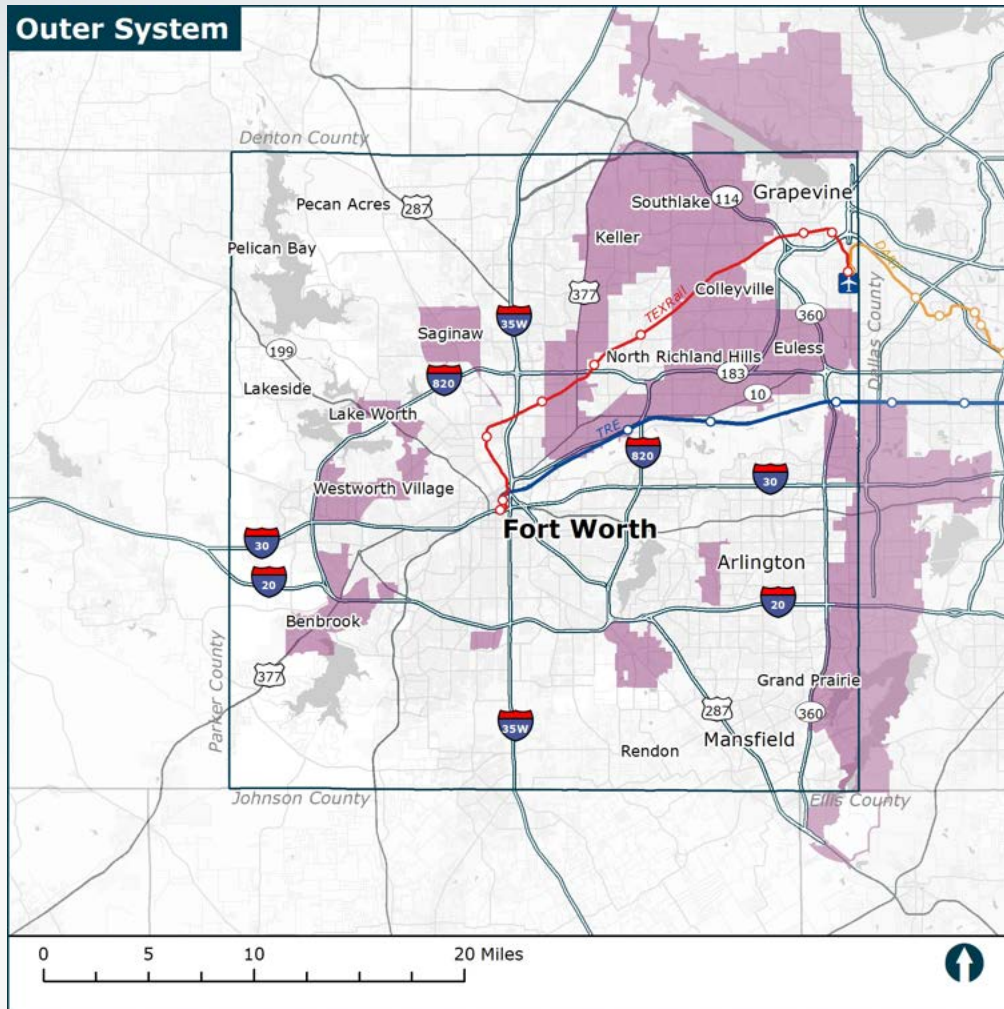 Outer System
Denton County
Pecan Acres
287
Southlake
114
Grapevine
Pelican Bay
Keller
DART
377
Colleyville
TEXRail
35W
360
Saginaw
199
Dallas County
Euless
North Richland Hills
183
820
Lakeside
10
Lake Worth
TRE
820
30
Westworth Village
Fort Worth
30
Arlington
20
20
Benbrook
377
Parker County
Grand Prairie
287
360
35W
Rendon
Mansfield
Johnson County
Ellis County
0 5 10 20 Miles